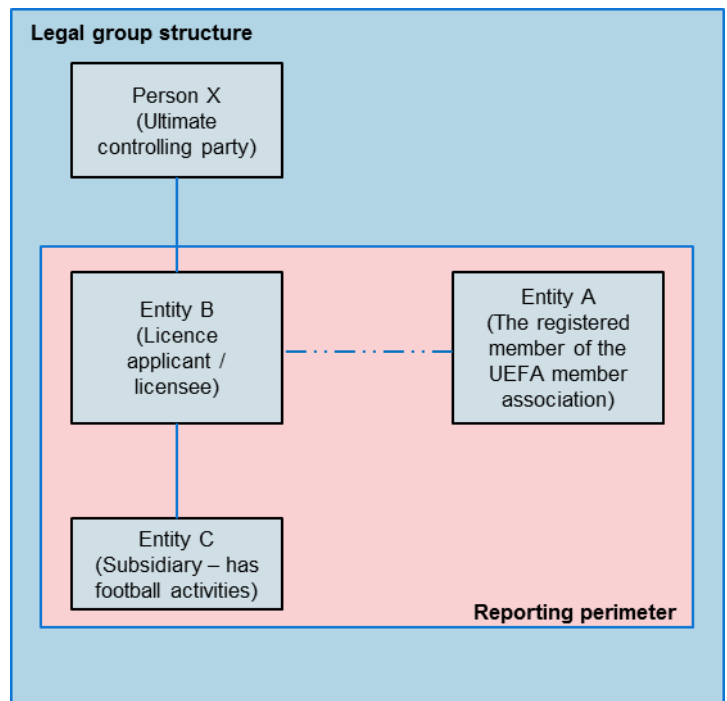 Legal group structure
Person X
(Ultimate
controlling party)
Entity B
(Licence
applicant /
licensee)
Entity A
(The registered
member of the
UEFA member
association)
Entity C
(Subsidiary – has
football activities)
Reporting perimeter